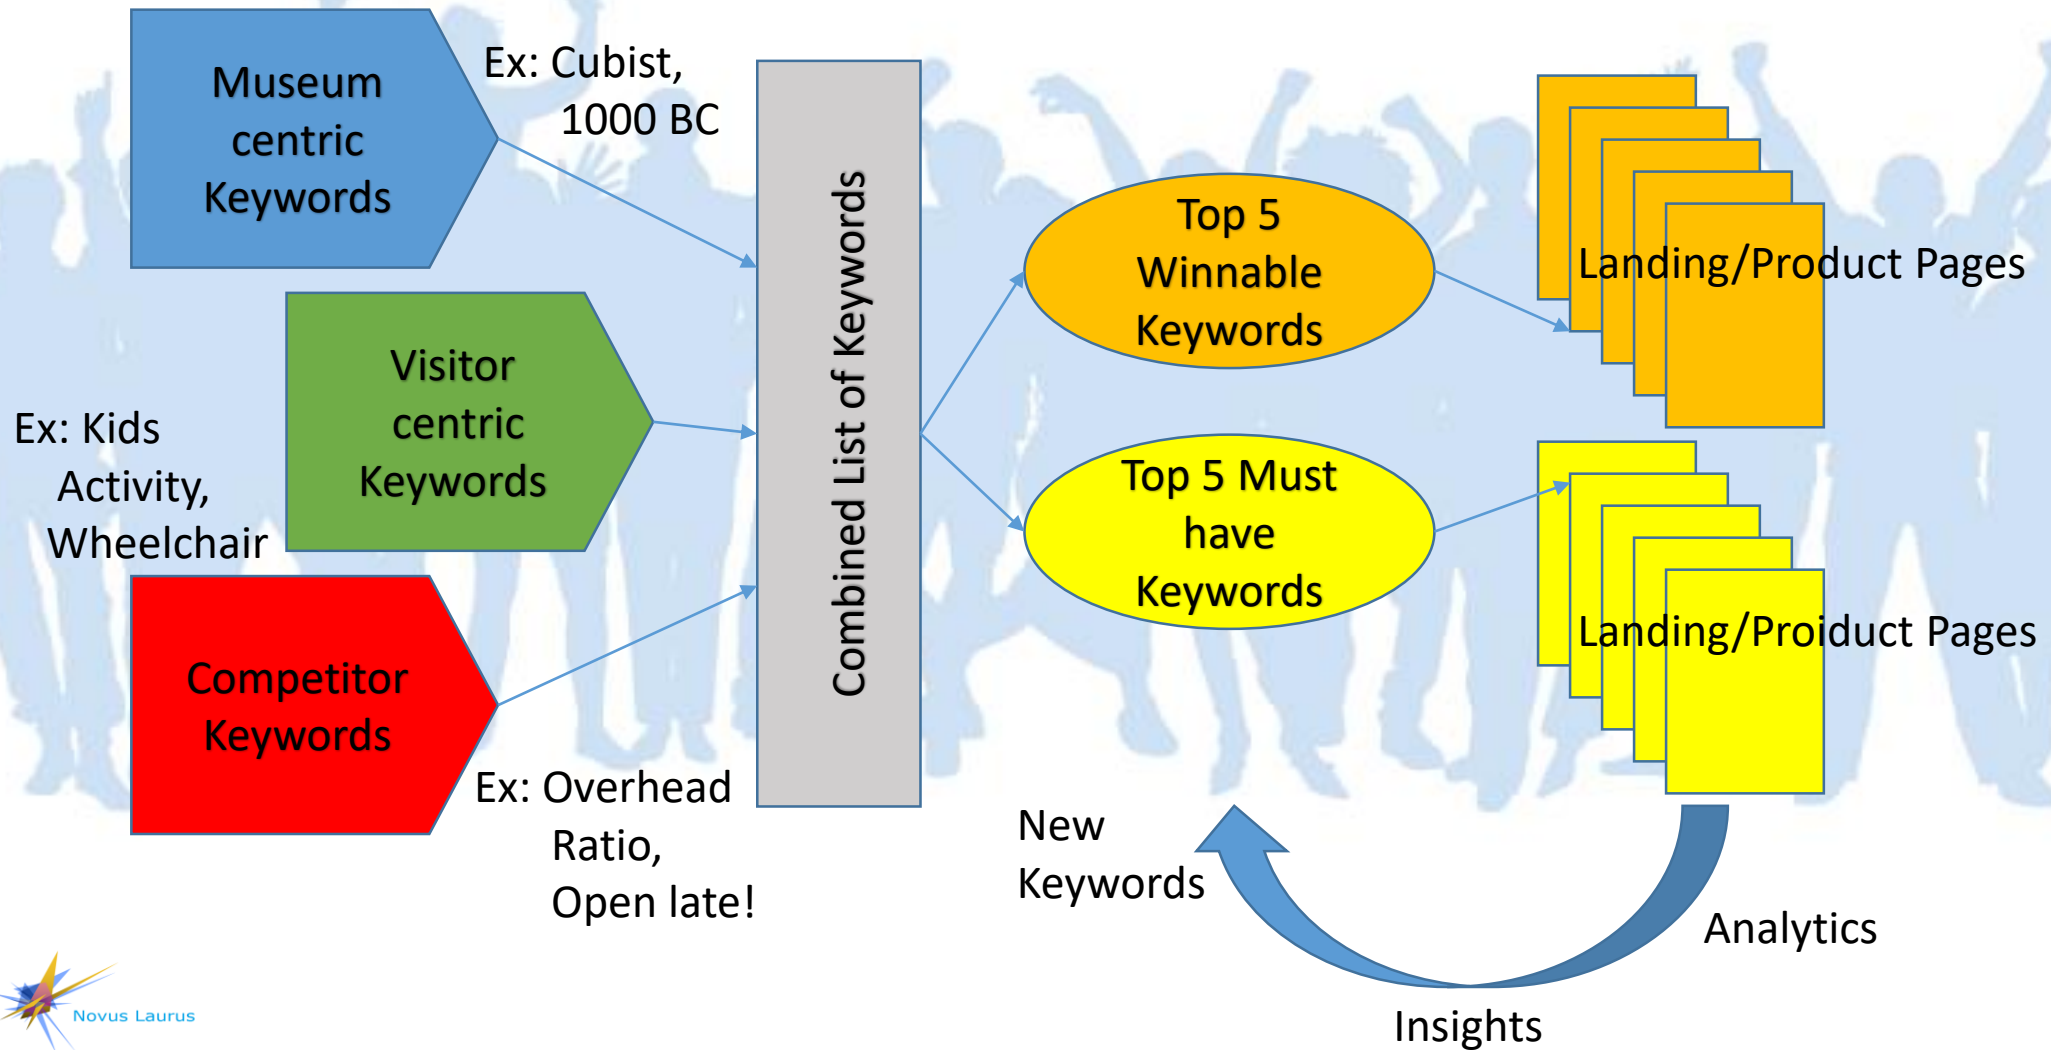 Museum
centric
Keywords
Ex: Cubist,
1000 BC
Visitor
centric
Keywords
Ex: Kids
Activity,
Wheelchair
Competitor
Keywords
Ex: Overhead
Ratio,
Open late!
Combined List of Keywords
Top 5
Winnable
Keywords
Top 5 Must
have
Keywords
Landing/Product Pages
Landing/Proiduct Pages
New
Keywords
Analytics
Insights
Novus Laurus